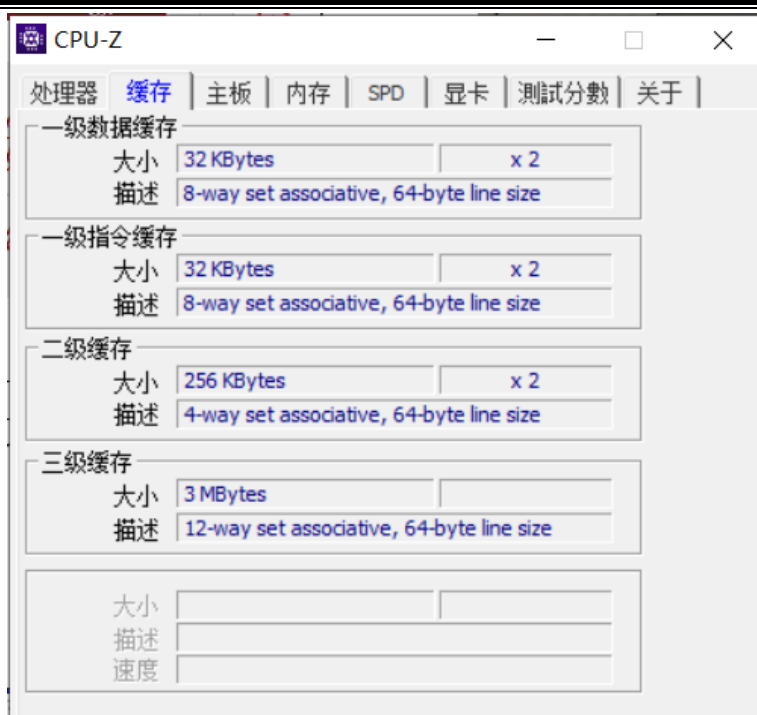 CPU-Z
处理器 缓存 主板 内存 SPD 显卡 測試分數 关于
一级数据缓存
大小 32 KBytes x 2
描述 8-way set associative, 64-byte line size
一级指令缓存
大小 32 KBytes x 2
描述 8-way set associative, 64-byte line size
二级缓存
大小 256 KBytes x 2
描述 4-way set associative, 64-byte line size
三级缓存
大小 3 MBytes
描述 12-way set associative, 64-byte line size
大小
描述
速度